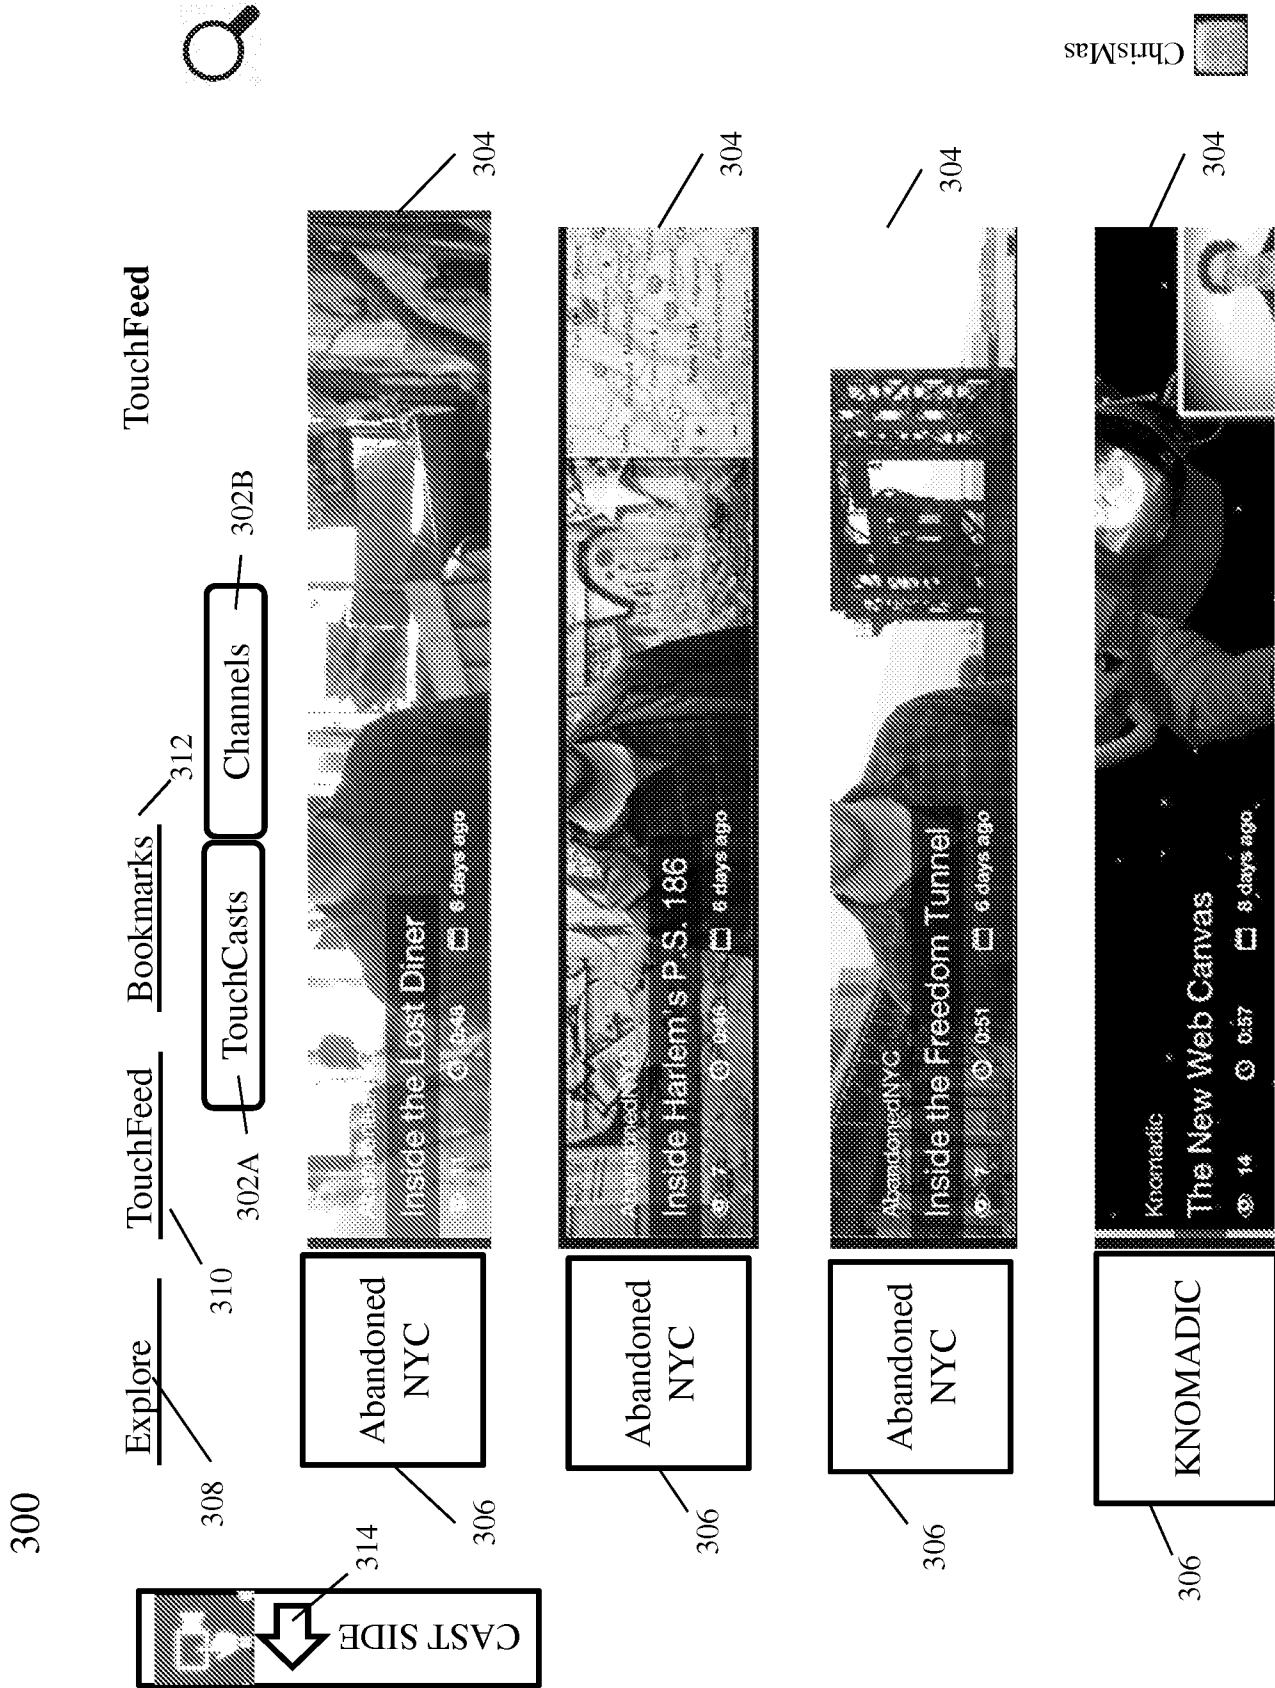 300
TouchFeed
Explore
TouchFeed
Bookmarks
308
310
312
TouchCasts
Channels
302A
302B
314
CAST SIDE
Abandoned
NYC
306
Inside the Lost Diner
6 days ago
304
Abandoned
NYC
306
Inside Harlem's P.S. 186
7
6 days ago
304
Abandoned
NYC
306
AbandonedNYC
Inside the Freedom Tunnel
7
0:51
6 days ago
304
KNOMADIC
306
Knomadic
The New Web Canvas
14
0:57
8 days ago
304
ChrisMas